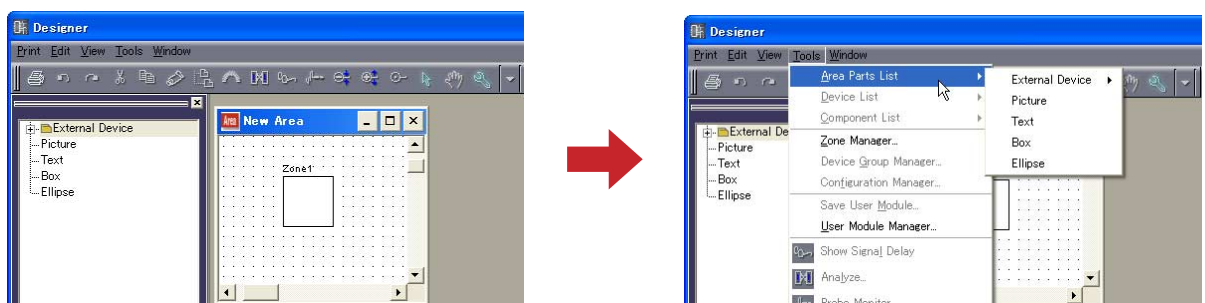 Designer
Print Edit View Tools Window
External Device
Picture
Text
Box
Ellipse
Area New Area
Zone1
Designer
Print Edit View Tools Window
External De
Picture
Text
Box
Ellipse
Area Parts List
Device List
Component List
Zone Manager...
Device Group Manager...
Configuration Manager...
Save User Module...
User Module Manager...
Show Signal Delay
Analyze...
Probe Monitor
External Device
Picture
Text
Box
Ellipse